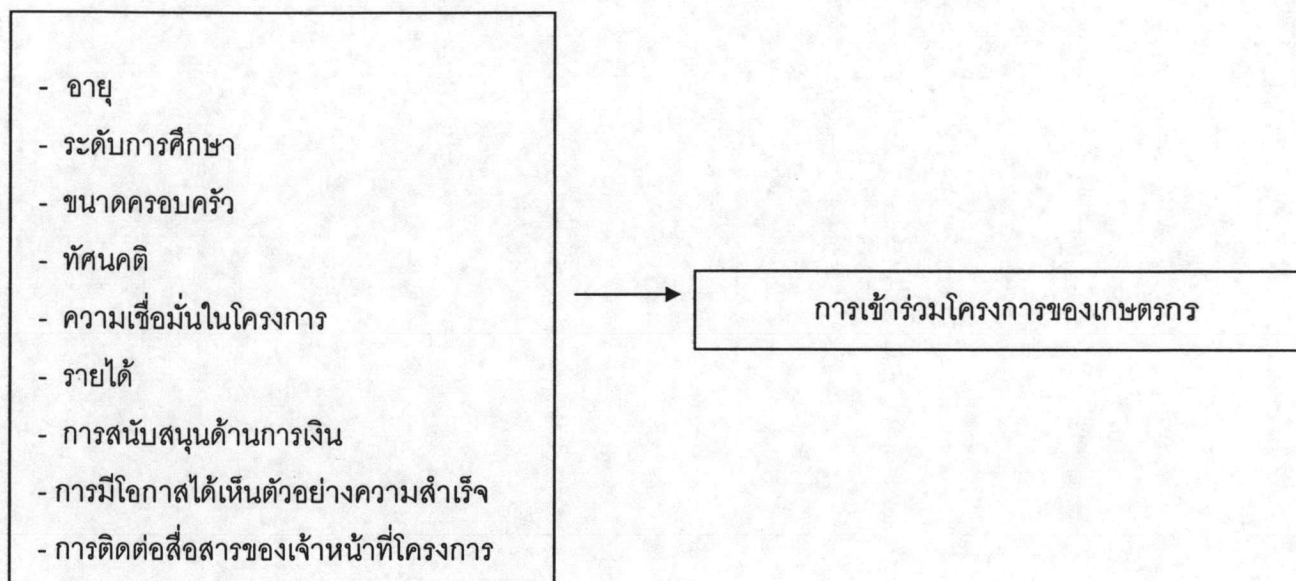 - อายุ
- ระดับการศึกษา
- ขนาดครอบครัว
- ทัศนคติ
- ความเชื่อมั่นในโครงการ
- รายได้
- การสนับสนุนด้านการเงิน
- การมีโอกาสได้เห็นตัวอย่างความสำเร็จ
- การติดต่อสื่อสารของเจ้าหน้าที่โครงการ
การเข้าร่วมโครงการของเกษตรกร